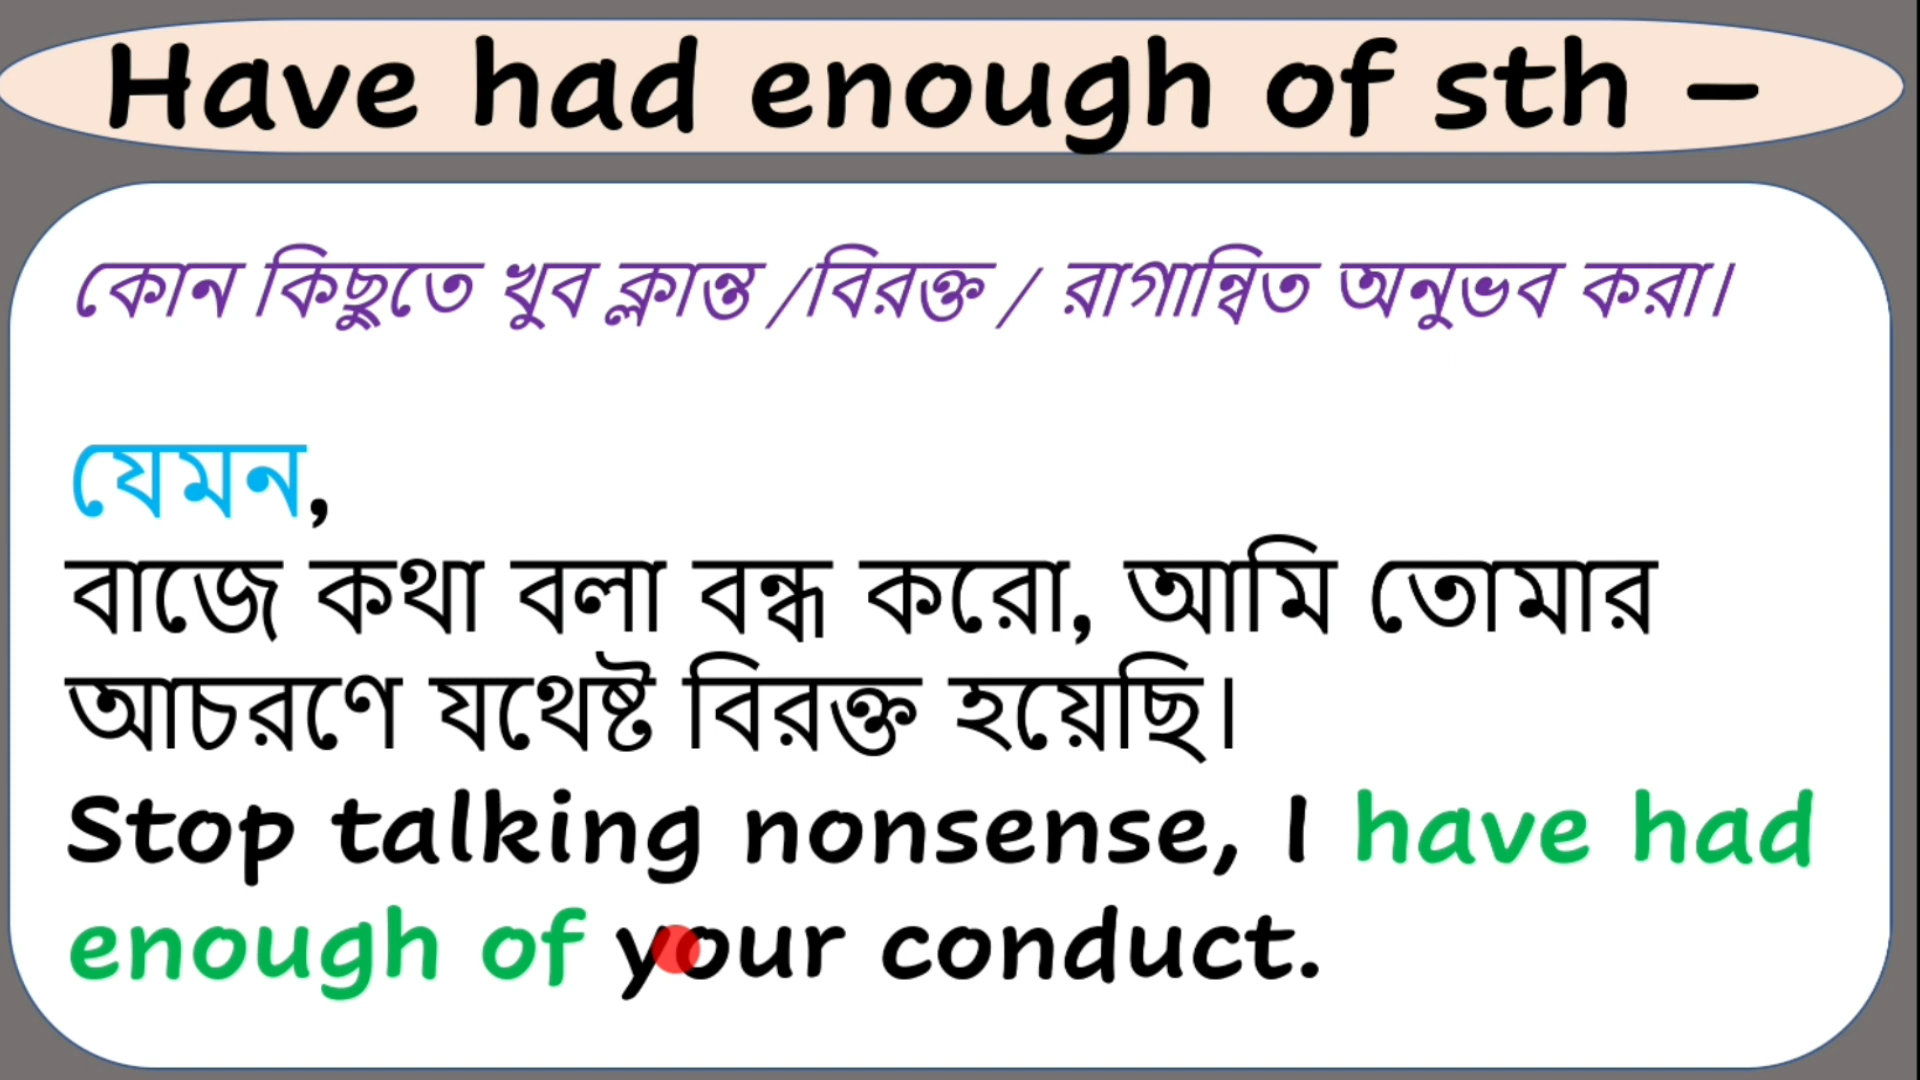 Have had enough of sth –
কোন কিছুতে খুব ক্লান্ত /বিরক্ত / রাগান্বিত অনুভব করা।
যেমন,
বাজে কথা বলা বন্ধ করো, আমি তোমার
আচরণে যথেষ্ট বিরক্ত হয়েছি।
Stop talking nonsense, I have had
enough of your conduct.